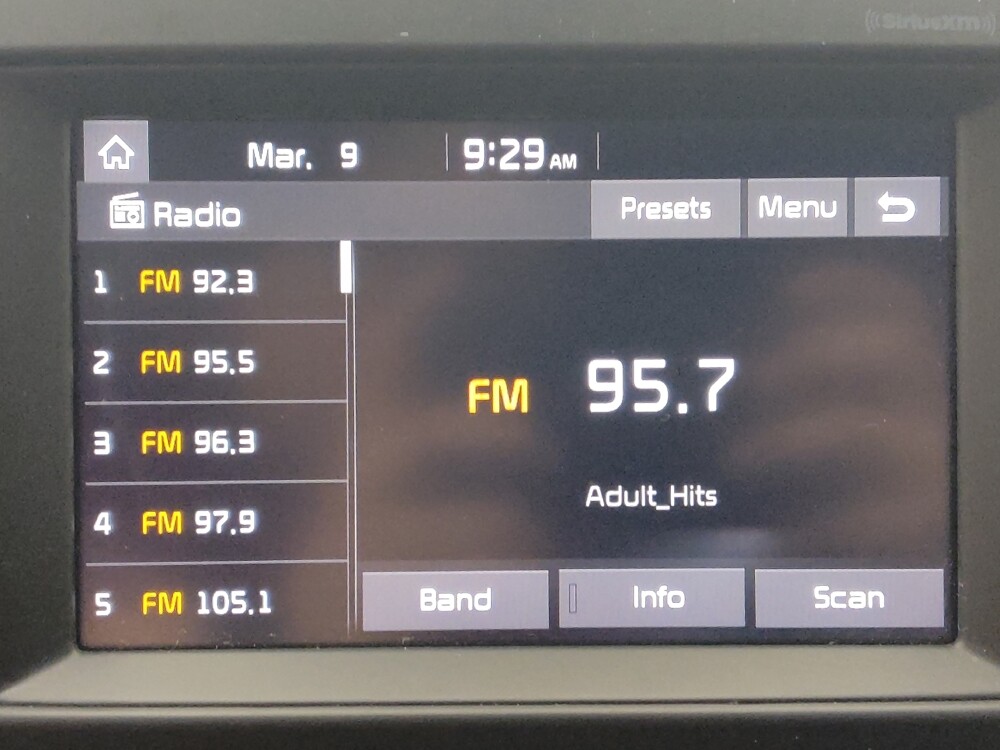 SiriusXM
Mar. 9 9:29 AM
Radio Presets Menu
1 FM 92.3
2 FM 95.5
3 FM 96.3
4 FM 97.9
5 FM 105.1
FM 95.7
Adult_Hits
Band Info Scan